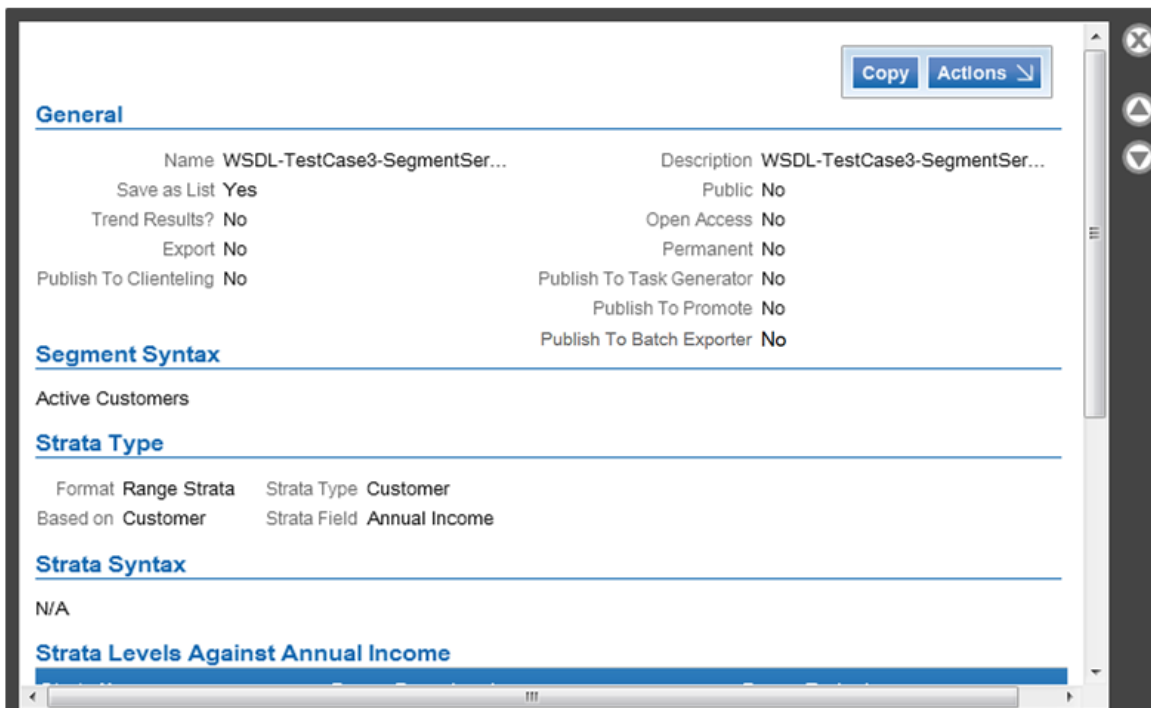 Copy Actions
General
Name WSDL-TestCase3-SegmentSer... Description WSDL-TestCase3-SegmentSer...
Save as List Yes Public No
Trend Results? No Open Access No
Export No Permanent No
Publish To Clienteling No Publish To Task Generator No
Publish To Promote No
Publish To Batch Exporter No
Segment Syntax
Active Customers
Strata Type
Format Range Strata Strata Type Customer
Based on Customer Strata Field Annual Income
Strata Syntax
N/A
Strata Levels Against Annual Income